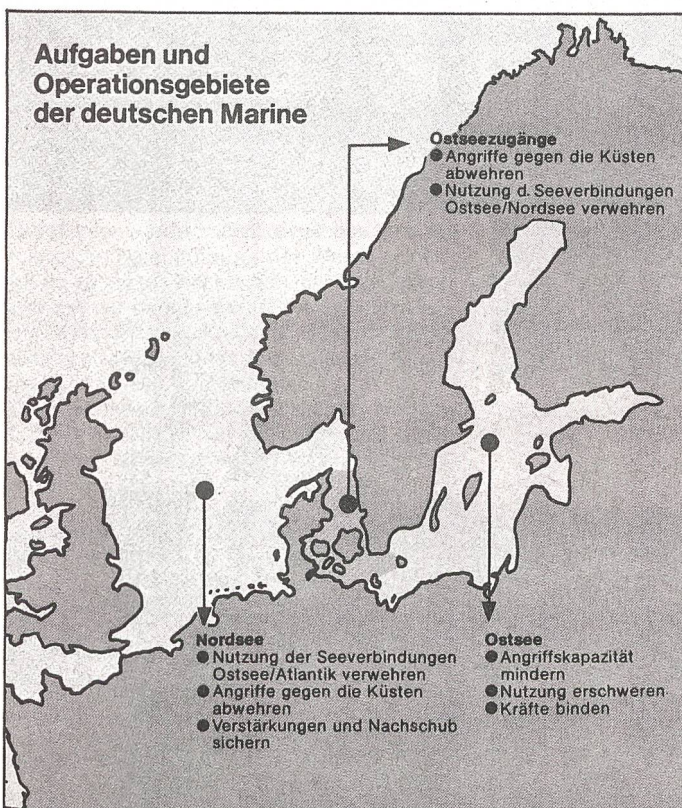 Aufgaben und
Operationsgebiete
der deutschen Marine
Ostseezugänge
● Angriffe gegen die Küsten
abwehren
● Nutzung d. Seeverbindungen
Ostsee/Nordsee verwehren
Nordsee
● Nutzung der Seeverbindungen
Ostsee/Atlantik verwehren
● Angriffe gegen die Küsten
abwehren
● Verstärkungen und Nachschub
sichern
Ostsee
● Angriffskapazität
mindern
● Nutzung erschweren
● Kräfte binden